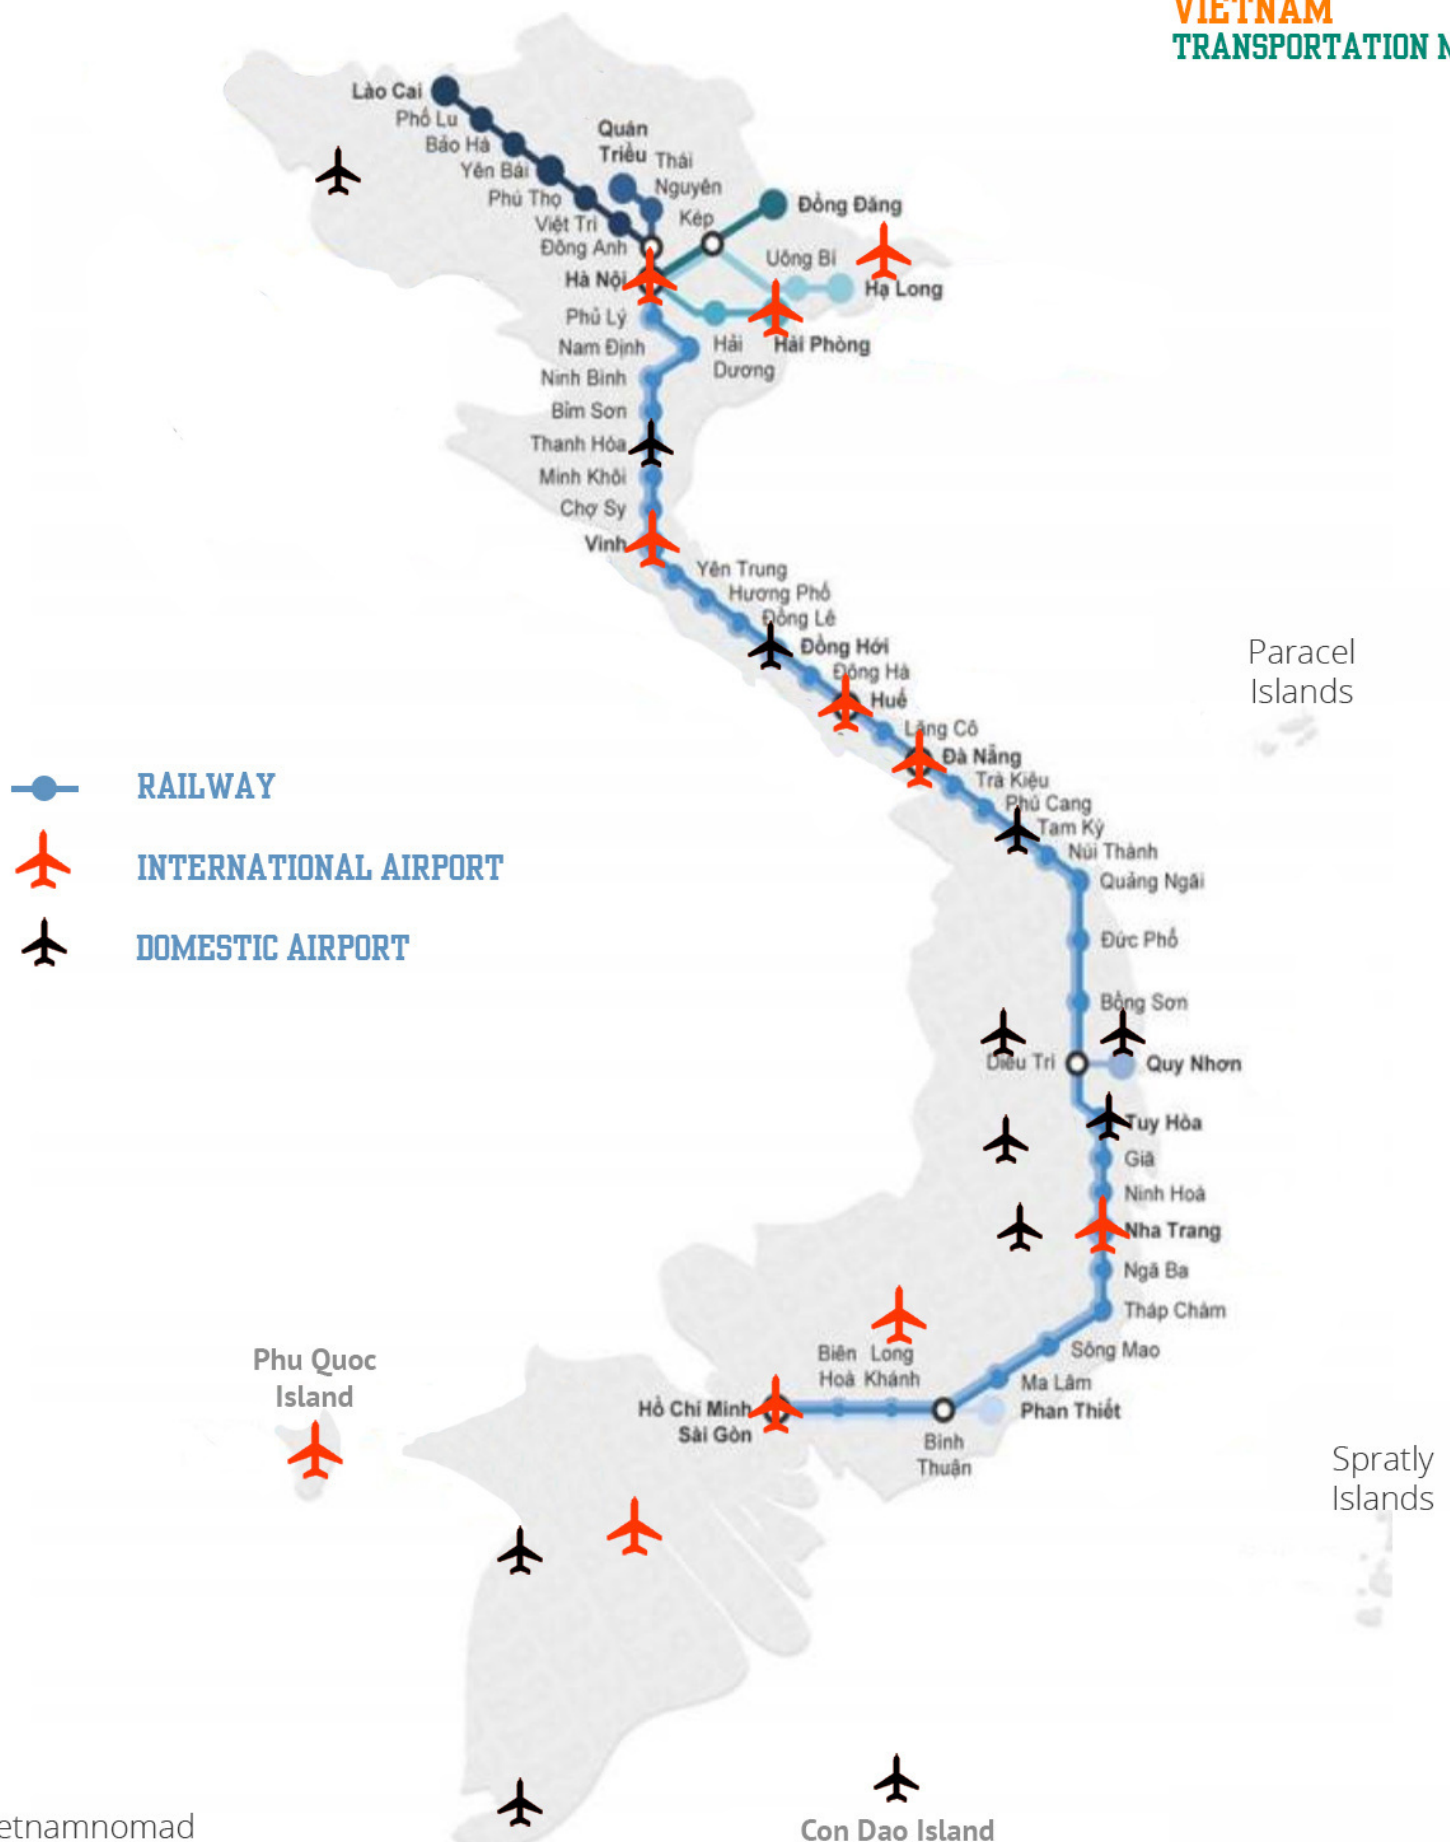 VIETNAM
TRANSPORTATION
Lào Cai
Phố Lu
Bảo Hà
Yên Bái
Phú Thọ
Việt Trì
Đông Anh
Hà Nội
Quán
Triều
Thái
Nguyên
Kép
Đồng Đăng
Uông Bí
Hạ Long
Hải
Dương
Hải Phòng
Phủ Lý
Nam Định
Ninh Bình
Bỉm Sơn
Thanh Hóa
Minh Khôi
Chợ Sy
Vinh
Yên Trung
Hương Phố
Đồng Lê
Đồng Hới
Đông Hà
Huế
Lăng Cô
Đà Nẵng
Trà Kiệu
Phú Cang
Tam Kỳ
Núi Thành
Quảng Ngãi
Đức Phổ
Bồng Sơn
Diêu Trì
Quy Nhơn
Tuy Hòa
Giã
Ninh Hoà
Nha Trang
Ngã Ba
Tháp Chàm
Sông Mao
Ma Lâm
Phan Thiết
Bình
Thuận
Biên
Hoà
Long
Khánh
Hồ Chí Minh
Sài Gòn
Paracel
Islands
RAILWAY
INTERNATIONAL AIRPORT
DOMESTIC AIRPORT
Phu Quoc
Island
Spratly
Islands
etnamnomad
Con Dao Island